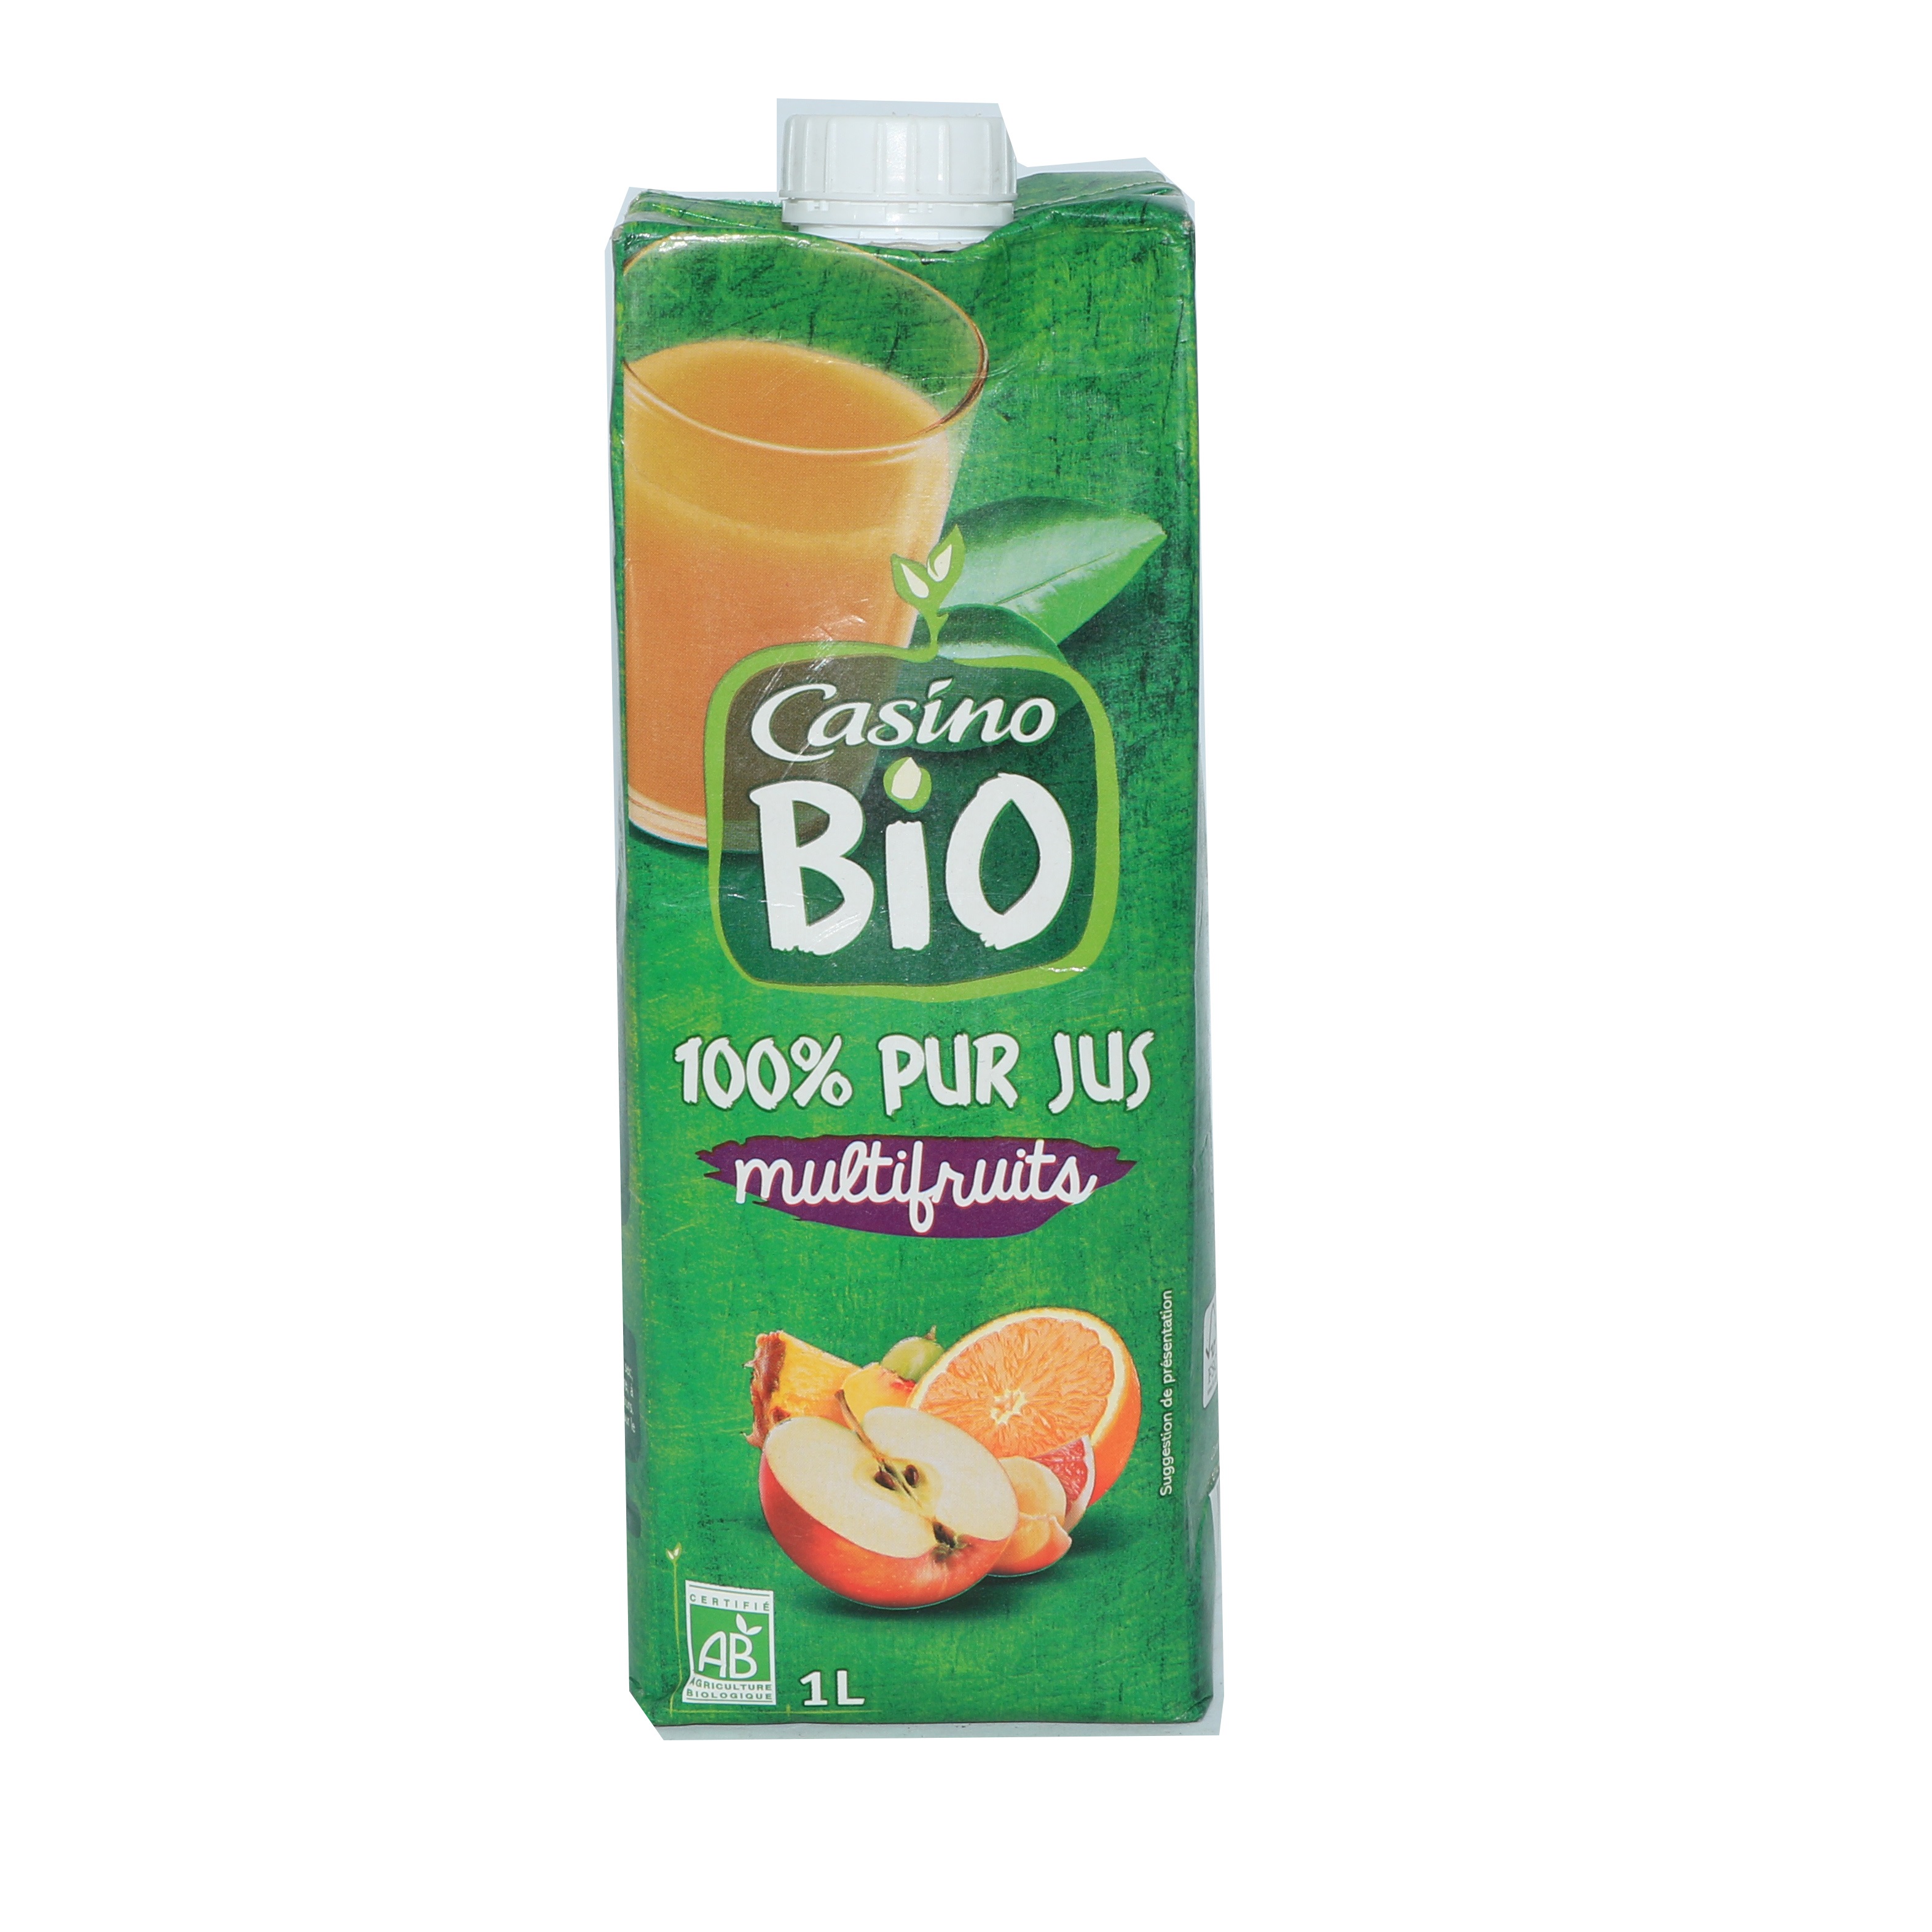 Casino
BiO
100% PUR JUS
multifruits
Suggestion de présentation
CERTIFIÉ
AB
AGRICULTURE
BIOLOGIQUE
1L